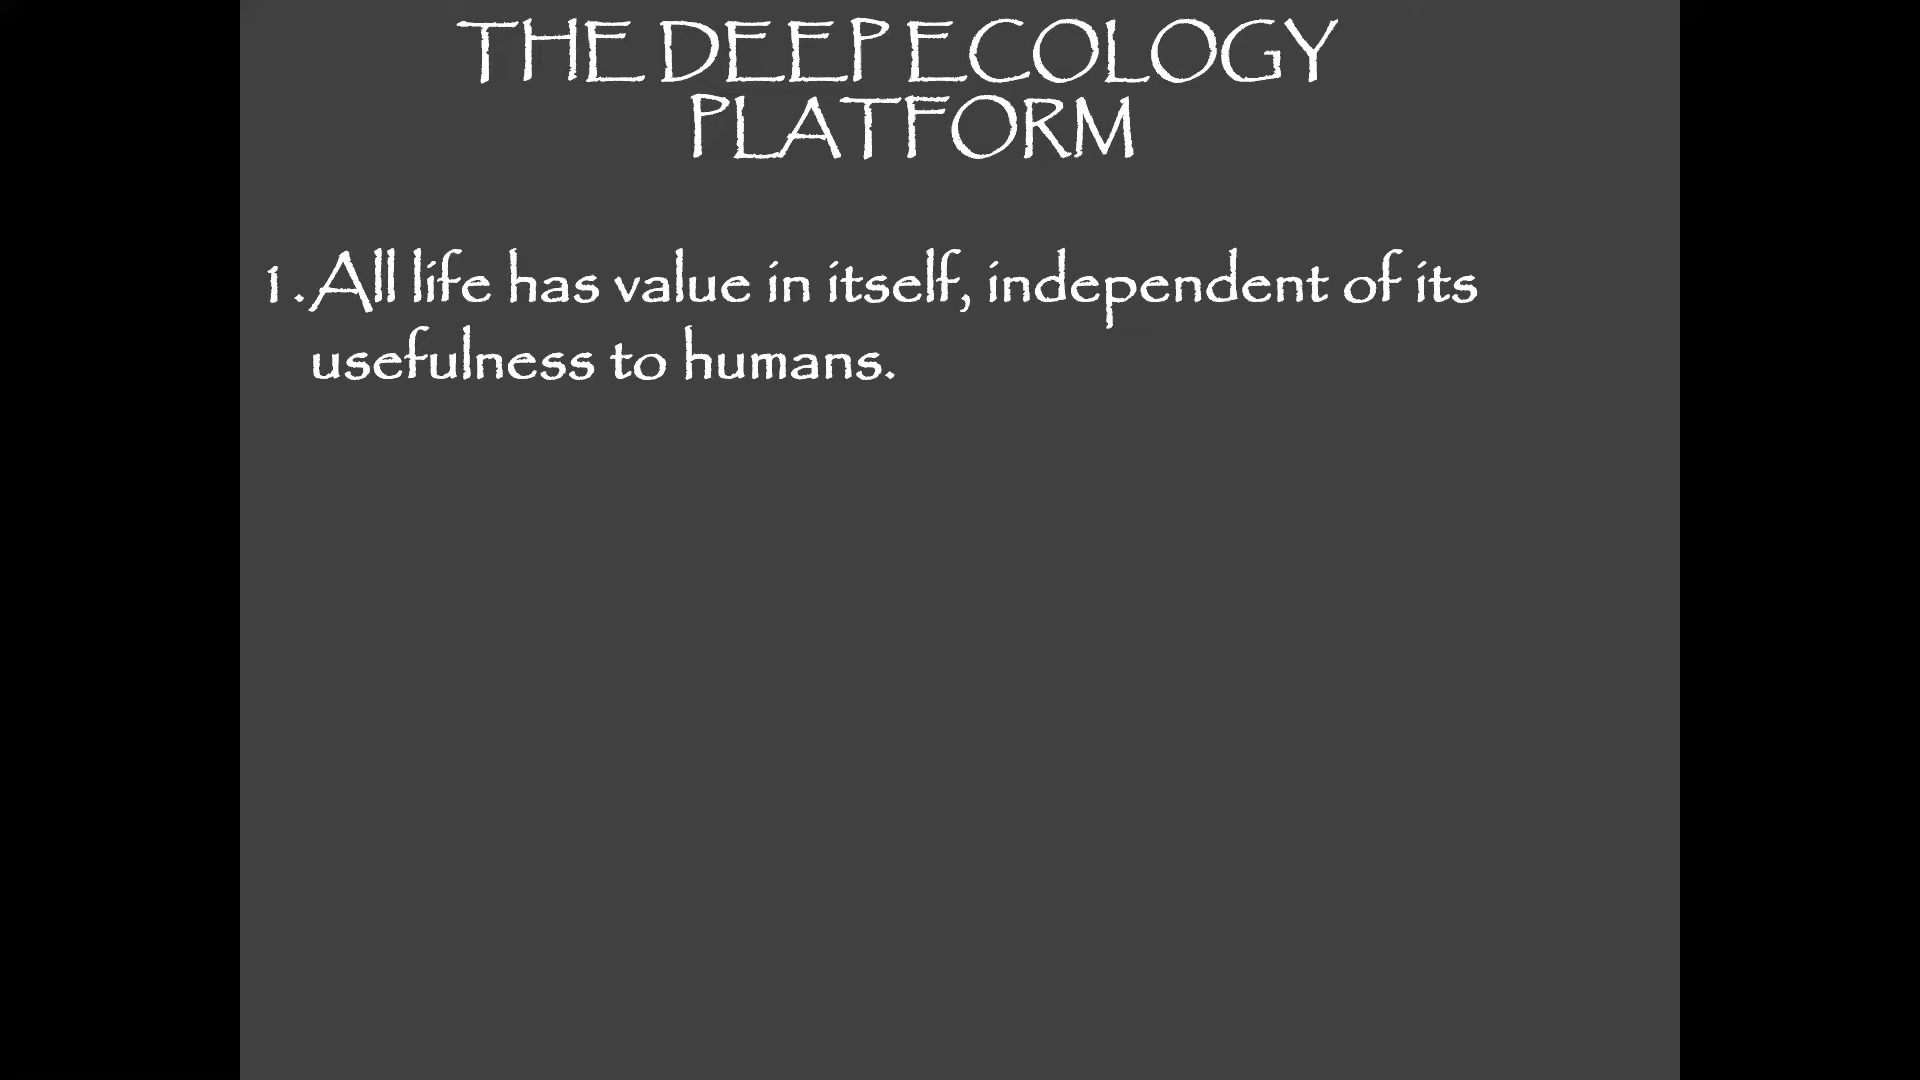 THE DEEP ECOLOGY
PLATFORM
1. All life has value in itself, independent of its
usefulness to humans.